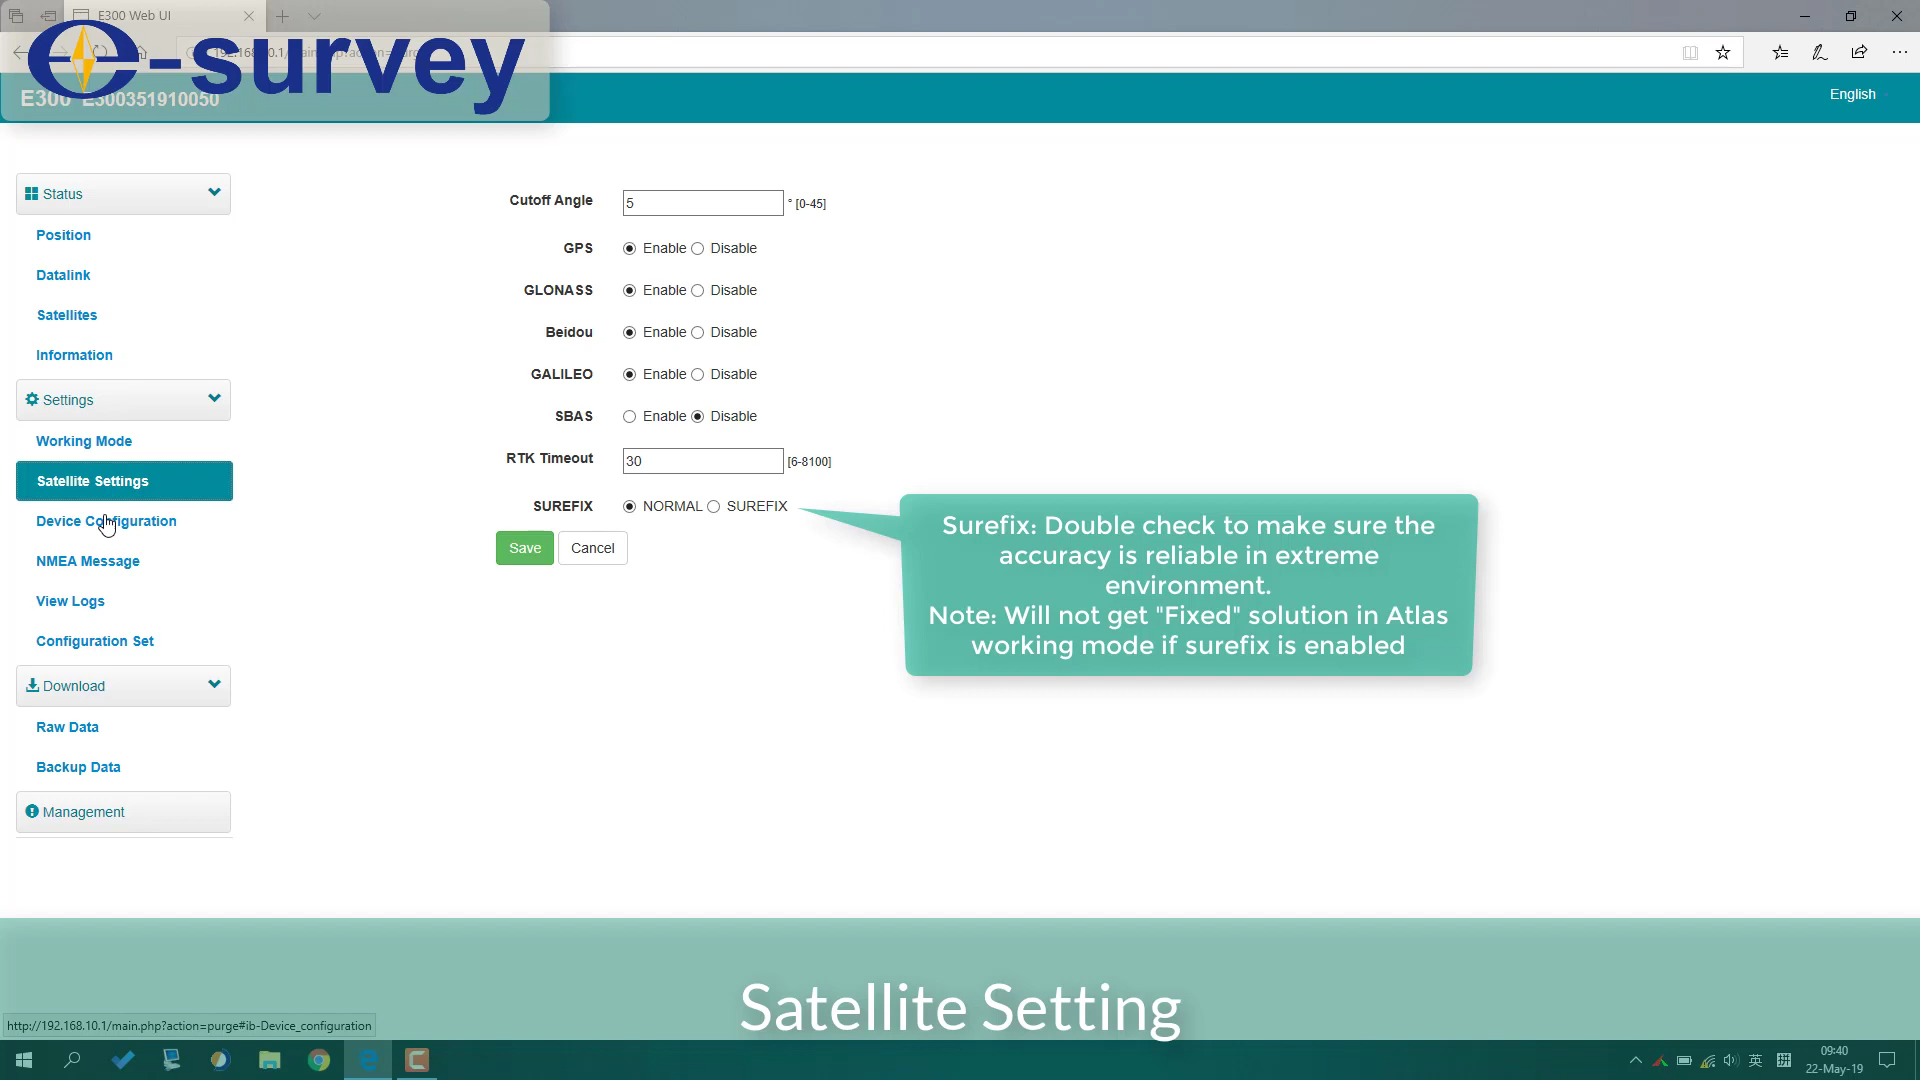 E300 Web UI
e-survey
E300 E300351910050
English
Status
Position
Datalink
Satellites
Information
Settings
Working Mode
Satellite Settings
Device Configuration
NMEA Message
View Logs
Configuration Set
Download
Raw Data
Backup Data
Management
Cutoff Angle 5 ° [0-45]
GPS Enable Disable
GLONASS Enable Disable
Beidou Enable Disable
GALILEO Enable Disable
SBAS Enable Disable
RTK Timeout 30 [6-8100]
SUREFIX NORMAL SUREFIX
Save Cancel
Surefix: Double check to make sure the
accuracy is reliable in extreme
environment.
Note: Will not get "Fixed" solution in Atlas
working mode if surefix is enabled
Satellite Setting
http://192.168.10.1/main.php?action=purge#ib-Device_configuration
英
09:40
22-May-19